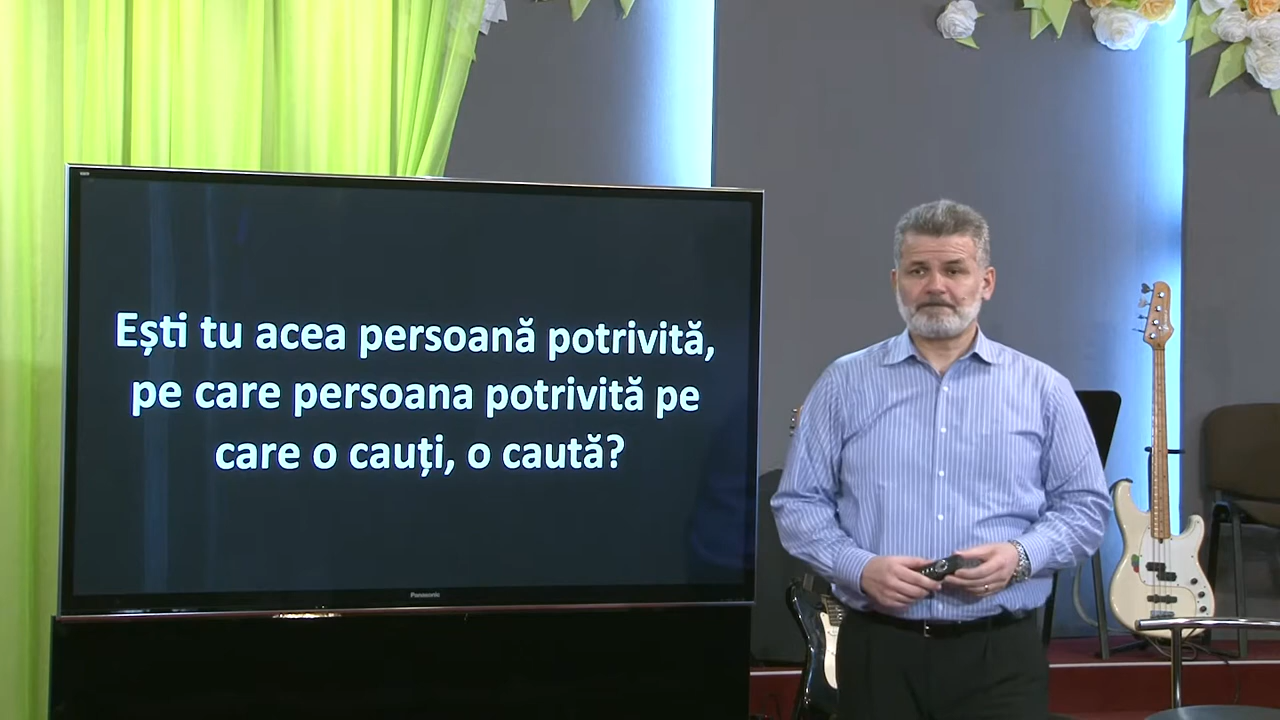 Ești tu acea persoană potrivită,
pe care persoana potrivită pe
care o cauți, o caută?
Panasonic